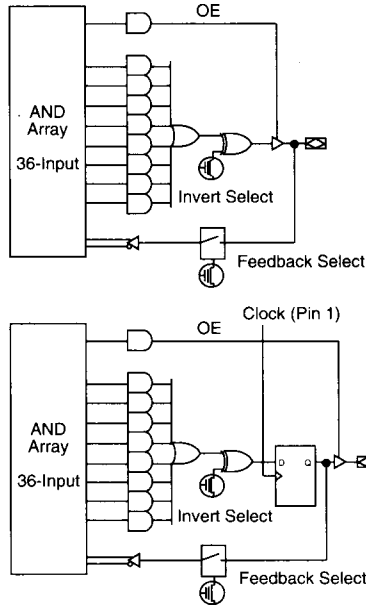 OE
AND
Array
36-Input
Invert Select
Feedback Select
Clock (Pin 1)
OE
AND
Array
36-Input
D Q
Invert Select
Feedback Select